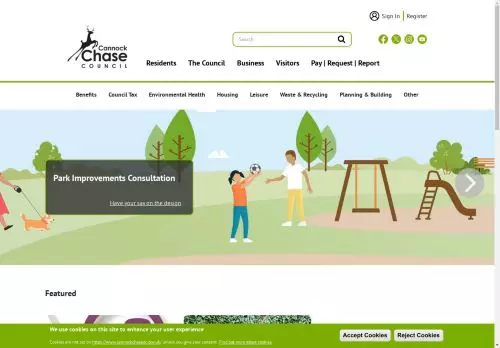 Sign In | Register
Cannock
Chase
COUNCIL
Search
Residents The Council Business Visitors Pay | Request | Report
Benefits Council Tax Environmental Health Housing Leisure Waste & Recycling Planning & Building Other
Park Improvements Consultation
Have your say on the design
Featured
We use cookies on this site to enhance your user experience
Cookies are not set on https://www.cannockchasedc.gov.uk, unless you give consent. Find out more about cookies.
Accept Cookies Reject Cookies